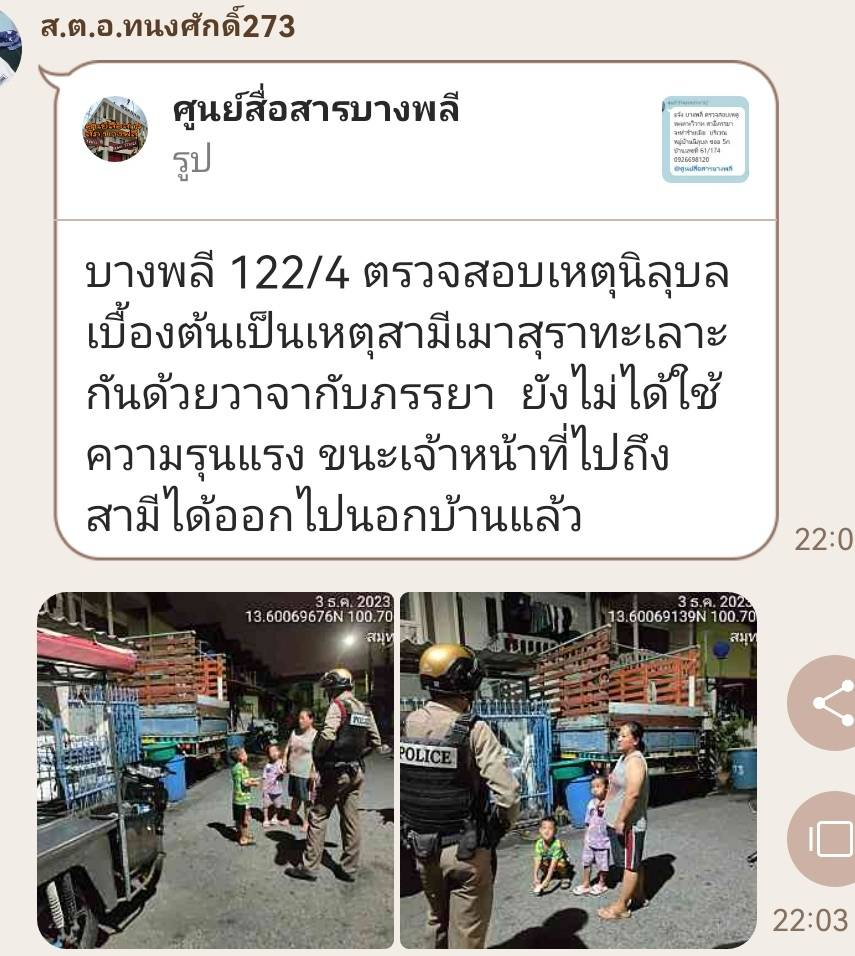 ส.ต.อ.ทนงศักดิ์273
ศูนย์สื่อสารบางพลี
รูป
บางพลี 122/4 ตรวจสอบเหตุนิลุบล
เบื้องต้นเป็นเหตุสามีเมาสุราทะเลาะ
กันด้วยวาจากับภรรยา ยังไม่ได้ใช้
ความรุนแรง ขนะเจ้าหน้าที่ไปถึง
สามีได้ออกไปนอกบ้านแล้ว
22:0
3 ธ.ค. 2023
13.60069676N 100.70
สมุท
3 ธ.ค. 2023
13.60069139N 100.70
สมุท
POLICE
22:03